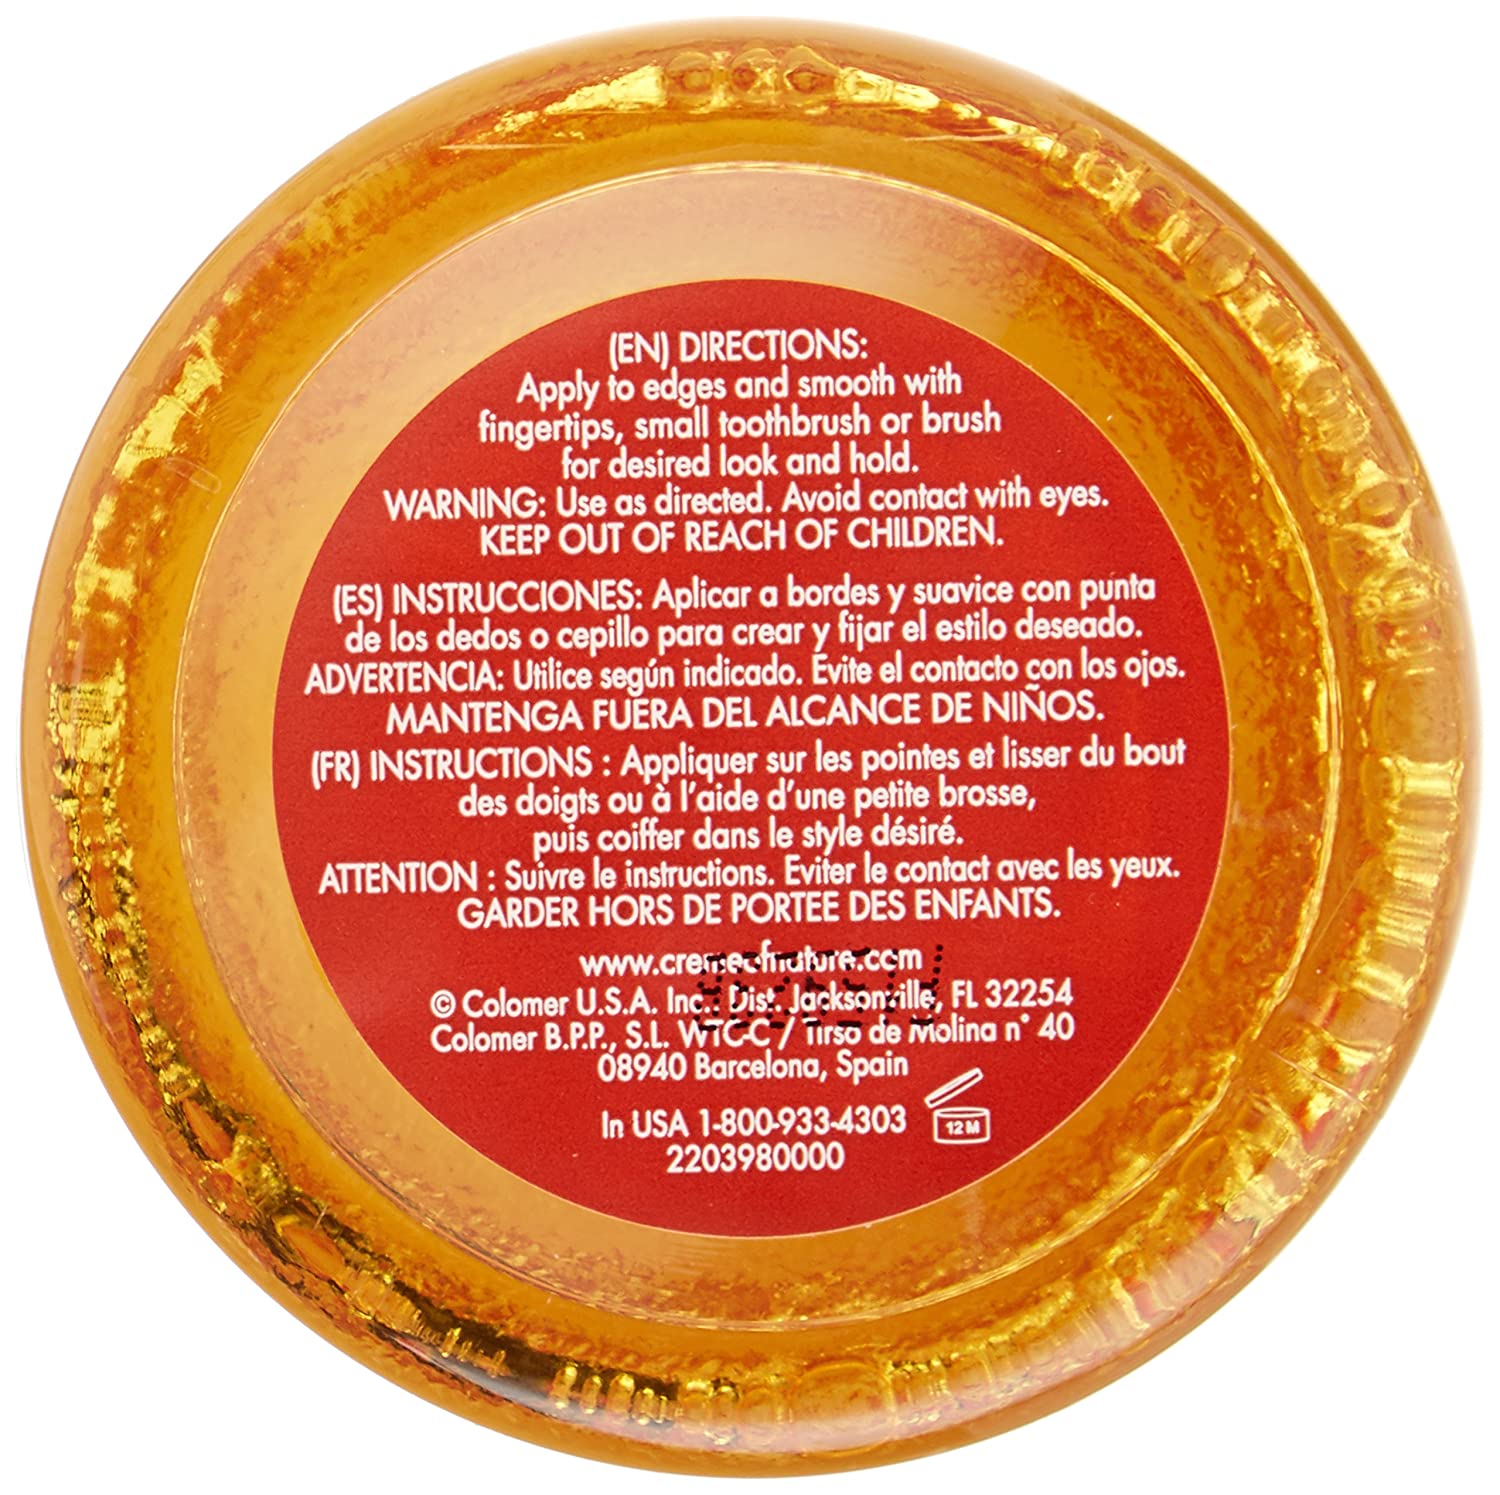 (EN) DIRECTIONS:
Apply to edges and smooth with
fingertips, small toothbrush or brush
for desired look and hold.
WARNING: Use as directed. Avoid contact with eyes.
KEEP OUT OF REACH OF CHILDREN.
(ES) INSTRUCCIONES: Aplicar a bordes y suavice con punta
de los dedos o cepillo para crear y fijar el estilo deseado.
ADVERTENCIA: Utilice según indicado. Evite el contacto con los ojos.
MANTENGA FUERA DEL ALCANCE DE NIÑOS.
(FR) INSTRUCTIONS : Appliquer sur les pointes et lisser du bout
des doigts ou à l'aide d'une petite brosse,
puis coiffer dans le style désiré.
ATTENTION : Suivre le instructions. Eviter le contact avec les yeux.
GARDER HORS DE PORTEE DES ENFANTS.
www.cremeofnature.com
© Colomer U.S.A. Inc.: Dist. Jacksonville, FL 32254
Colomer B.P.P., S.L. WTC-C / Tirso de Molina n° 40
08940 Barcelona, Spain
In USA 1-800-933-4303
12 M
2203980000